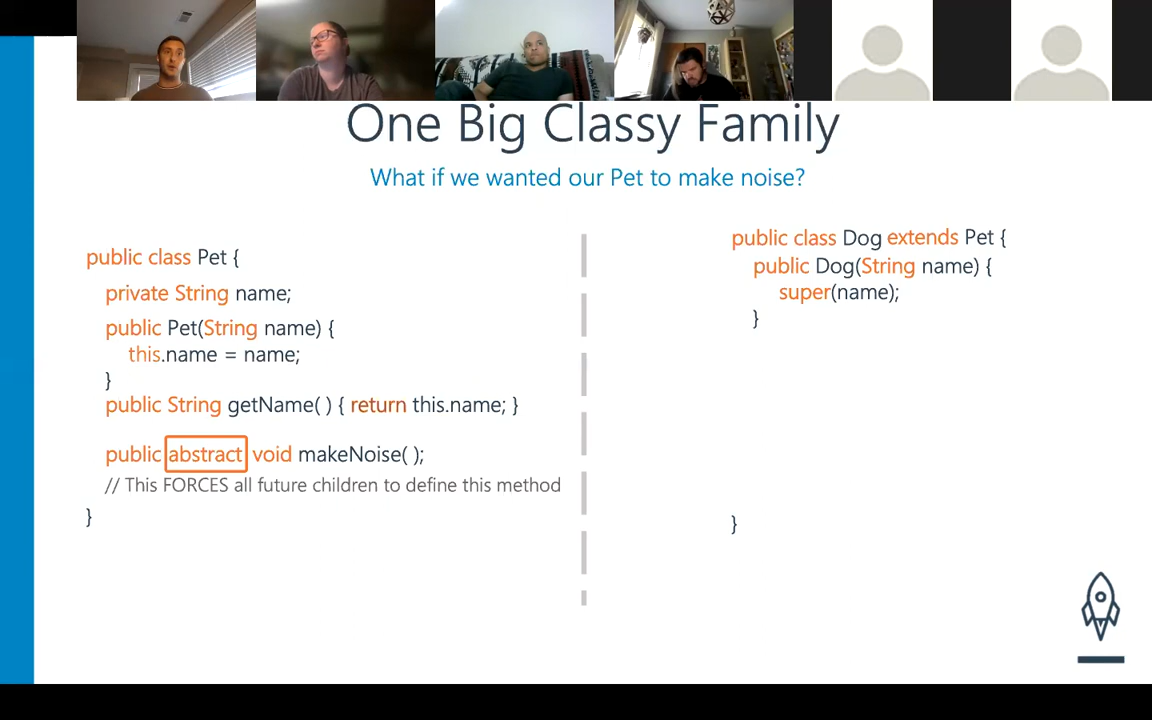 One Big Classy Family
What if we wanted our Pet to make noise?
public class Pet {
private String name;
public Pet(String name) {
this.name = name;
}
public String getName( ) { return this.name; }
public abstract void makeNoise( );
// This FORCES all future children to define this method
}
public class Dog extends Pet {
public Dog(String name) {
super(name);
}
}